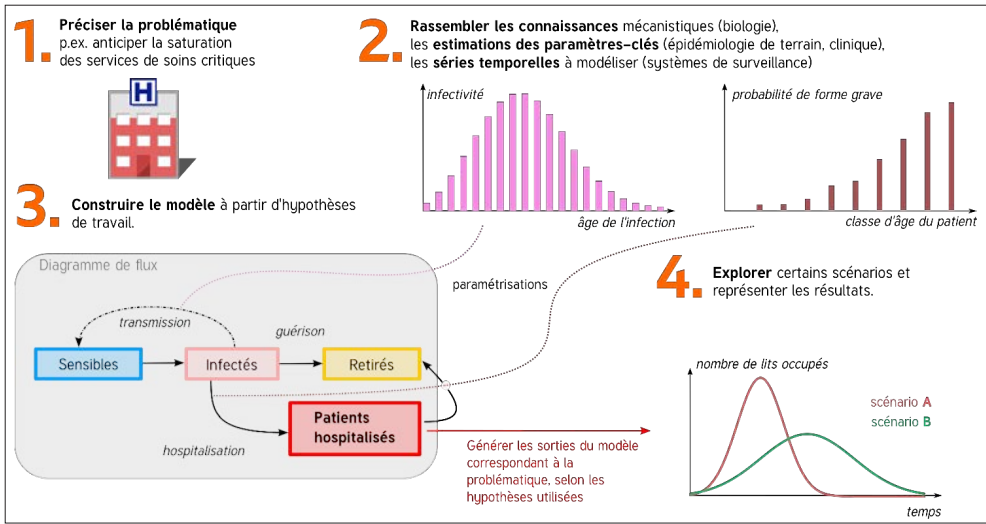 1. Préciser la problématique
p.ex. anticiper la saturation
des services de soins critiques
H
2. Rassembler les connaissances mécanistiques (biologie),
les estimations des paramètres-clés (épidémiologie de terrain, clinique),
les séries temporelles à modéliser (systèmes de surveillance)
infectivité
âge de l'infection
probabilité de forme grave
classe d'âge du patient
3. Construire le modèle à partir d'hypothèses
de travail.
Diagramme de flux
transmission
guérison
Sensibles
Infectés
Retirés
Patients
hospitalisés
hospitalisation
paramétrisations
Générer les sorties du modèle
correspondant à la
problématique, selon les
hypothèses utilisées
4. Explorer certains scénarios et
représenter les résultats.
nombre de lits occupés
scénario A
scénario B
temps